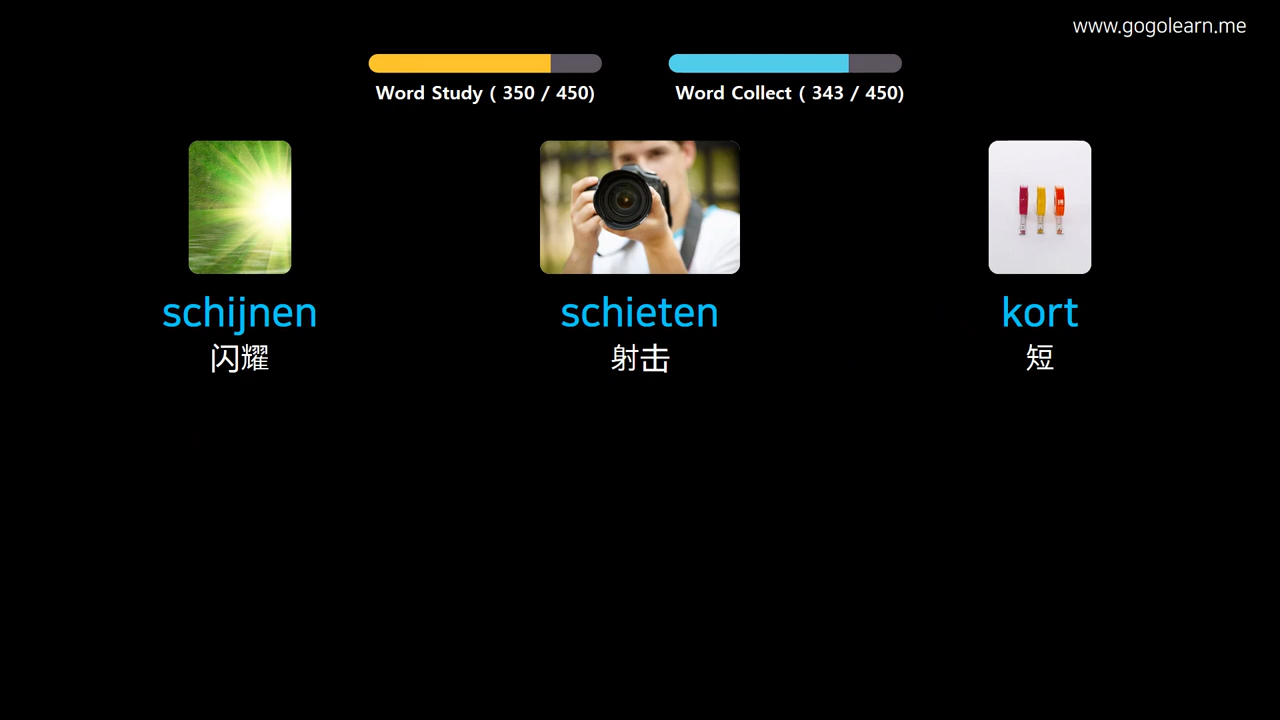 www.gogolearn.me
Word Study ( 350 / 450)
Word Collect ( 343 / 450)
schijnen
闪耀
schieten
射击
kort
短